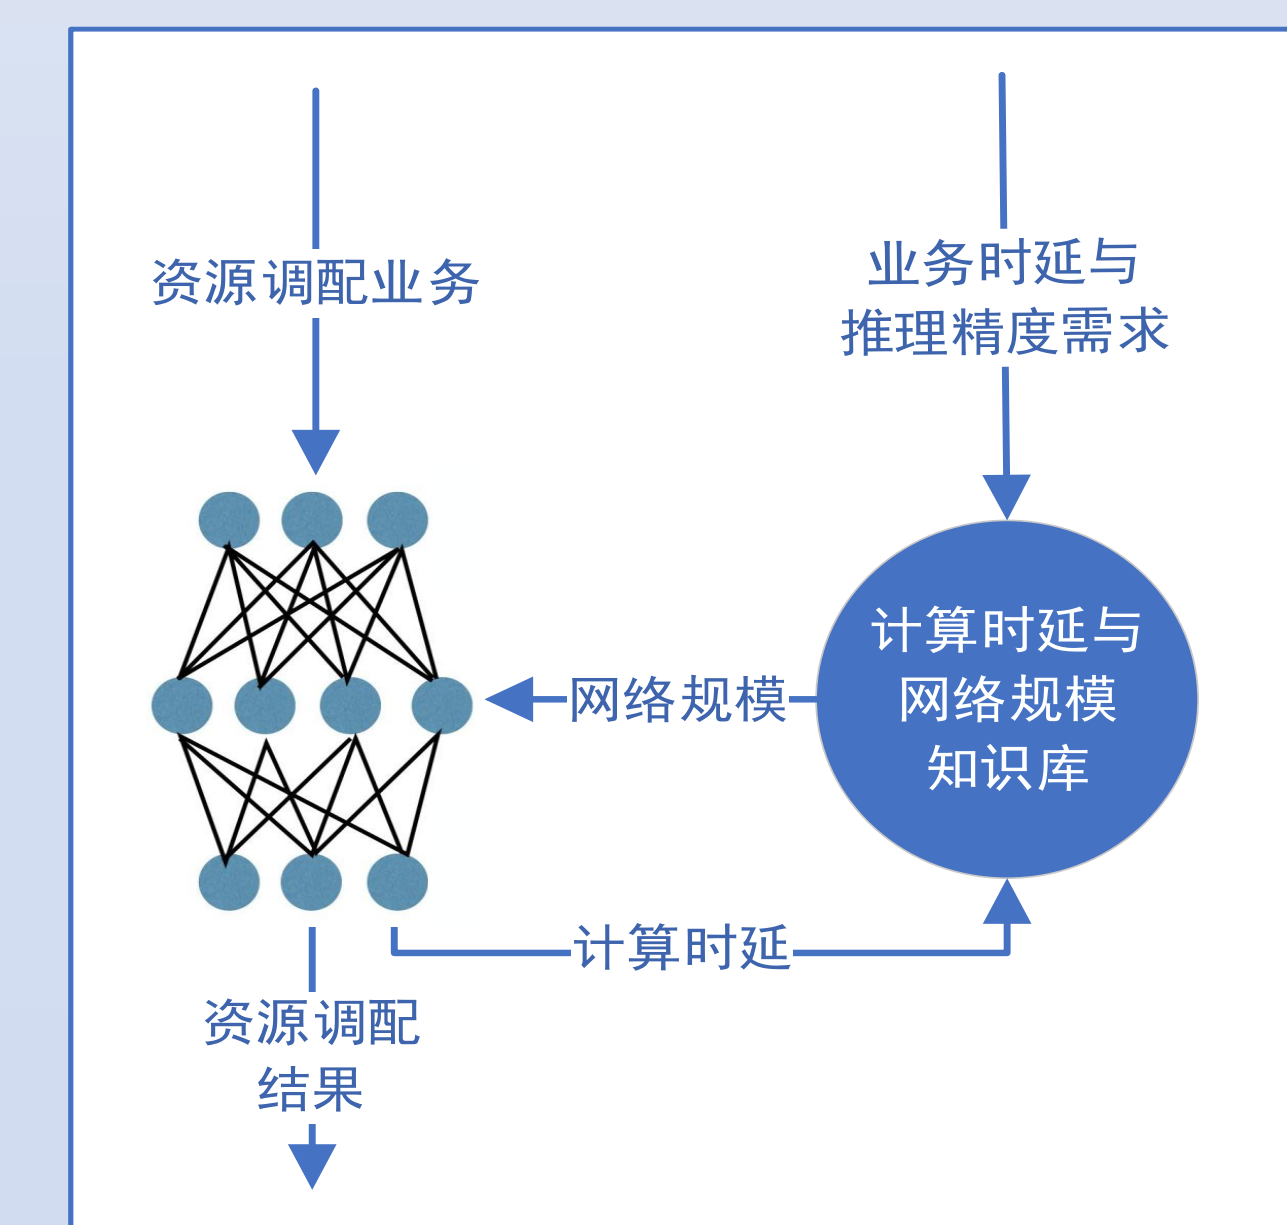 资源调配业务
业务时延与
推理精度需求
计算时延与
网络规模
知识库
网络规模
计算时延
资源调配
结果